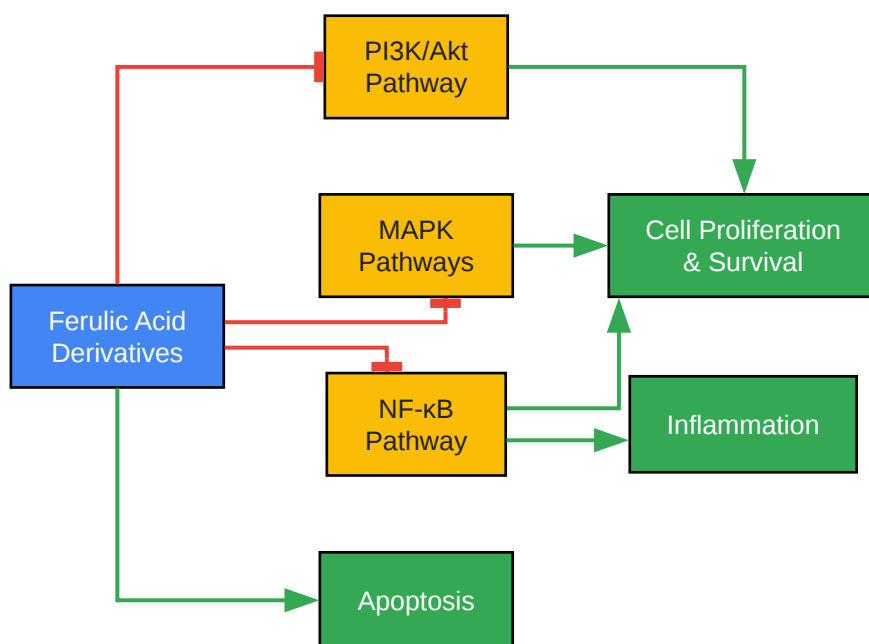 PI3K/Akt
Pathway
MAPK
Pathways
Cell Proliferation
& Survival
Ferulic Acid
Derivatives
NF-κB
Pathway
Inflammation
Apoptosis